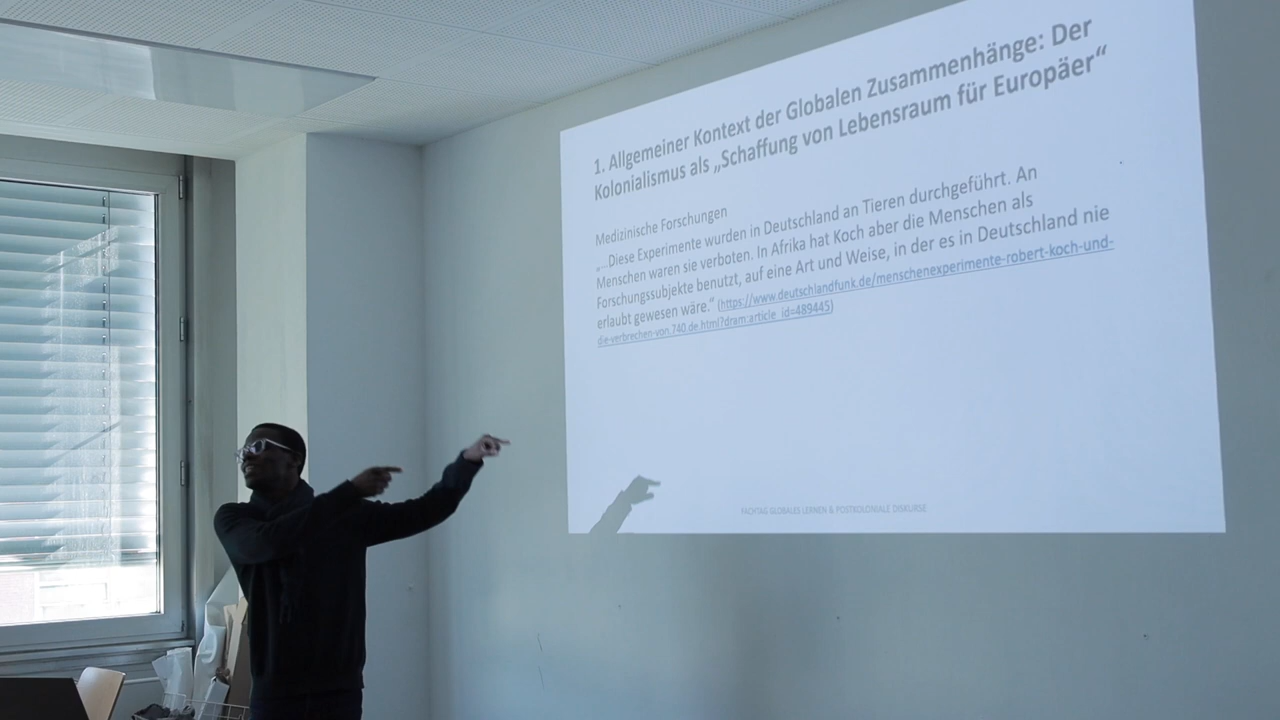 1. Allgemeiner Kontext der Globalen Zusammenhänge: Der
Kolonialismus als „Schaffung von Lebensraum für Europäer“
Medizinische Forschungen
„…Diese Experimente wurden in Deutschland an Tieren durchgeführt. An
Menschen waren sie verboten. In Afrika hat Koch aber die Menschen als
Forschungssubjekte benutzt, auf eine Art und Weise, in der es in Deutschland nie
erlaubt gewesen wäre.“ (https://www.deutschlandfunk.de/menschenexperimente-robert-koch-und-
die-verbrechen-von.740.de.html?dram:article_id=489445)
FACHTAG GLOBALES LERNEN & POSTKOLONIALE DISKURSE